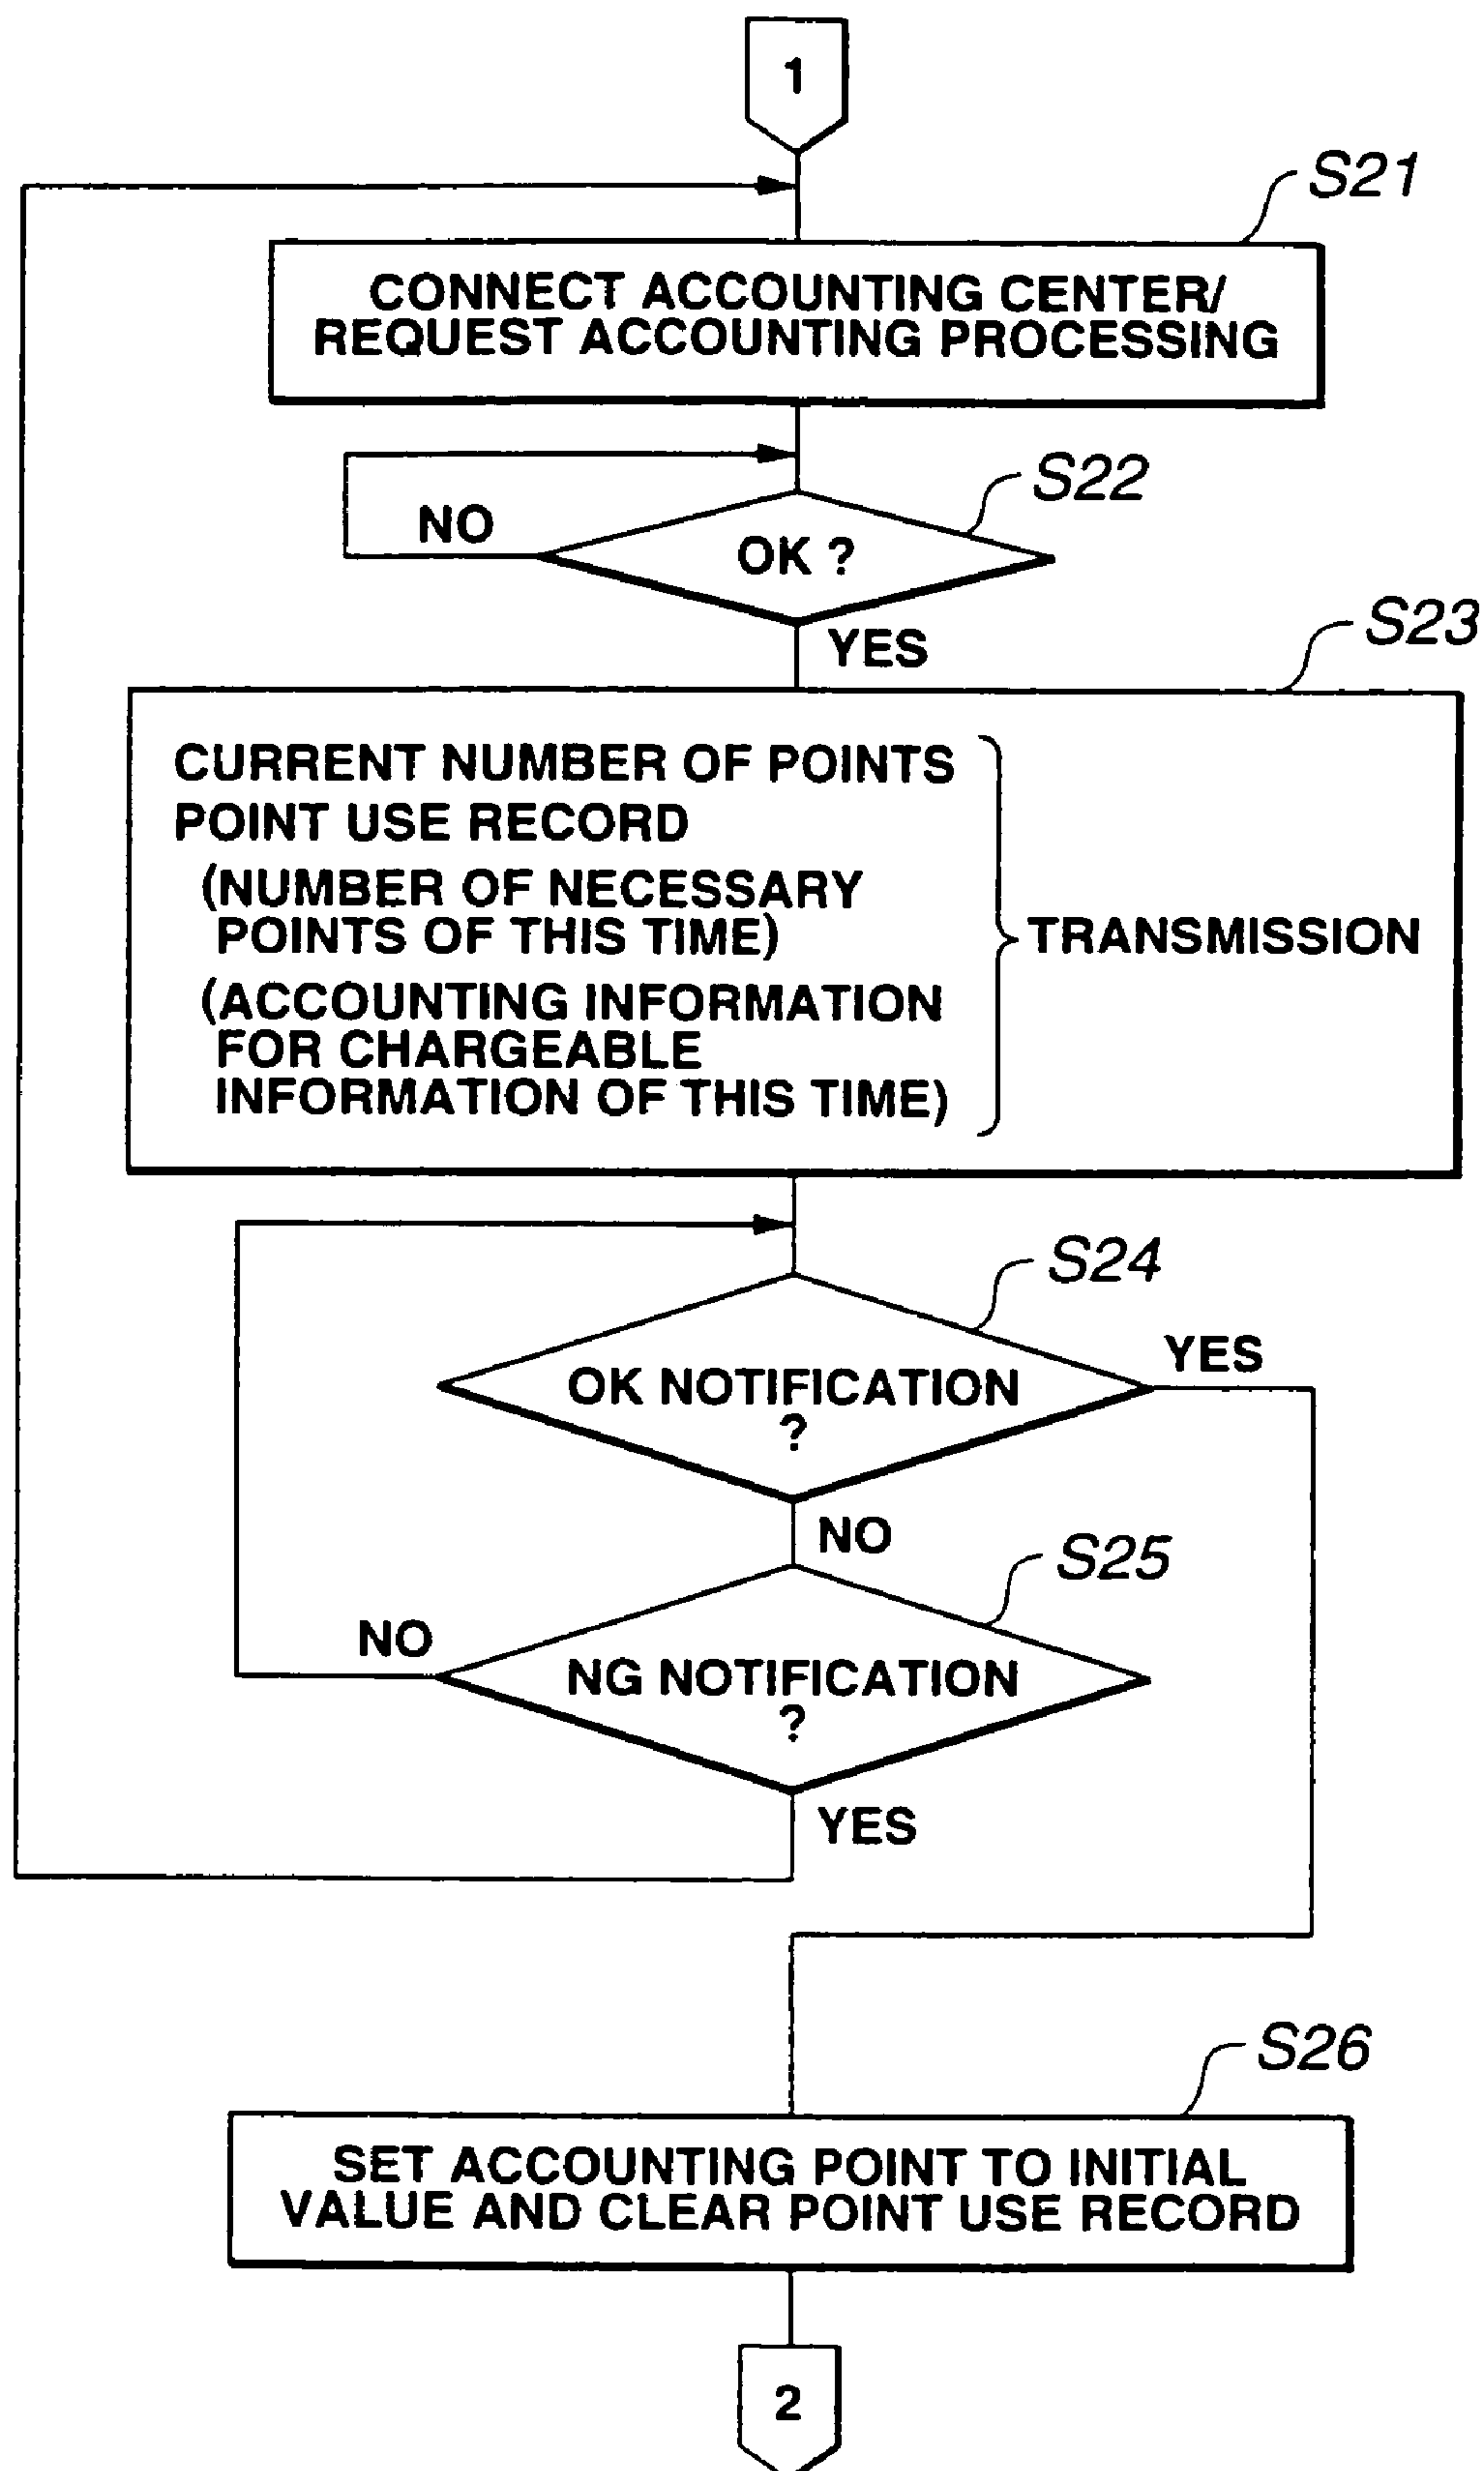 1
S21
CONNECT ACCOUNTING CENTER/
REQUEST ACCOUNTING PROCESSING
S22
NO
OK ?
YES
S23
CURRENT NUMBER OF POINTS
POINT USE RECORD
(NUMBER OF NECESSARY
POINTS OF THIS TIME)
(ACCOUNTING INFORMATION
FOR CHARGEABLE
INFORMATION OF THIS TIME)
TRANSMISSION
S24
YES
OK NOTIFICATION
?
NO
S25
NO
NG NOTIFICATION
?
YES
S26
SET ACCOUNTING POINT TO INITIAL
VALUE AND CLEAR POINT USE RECORD
2